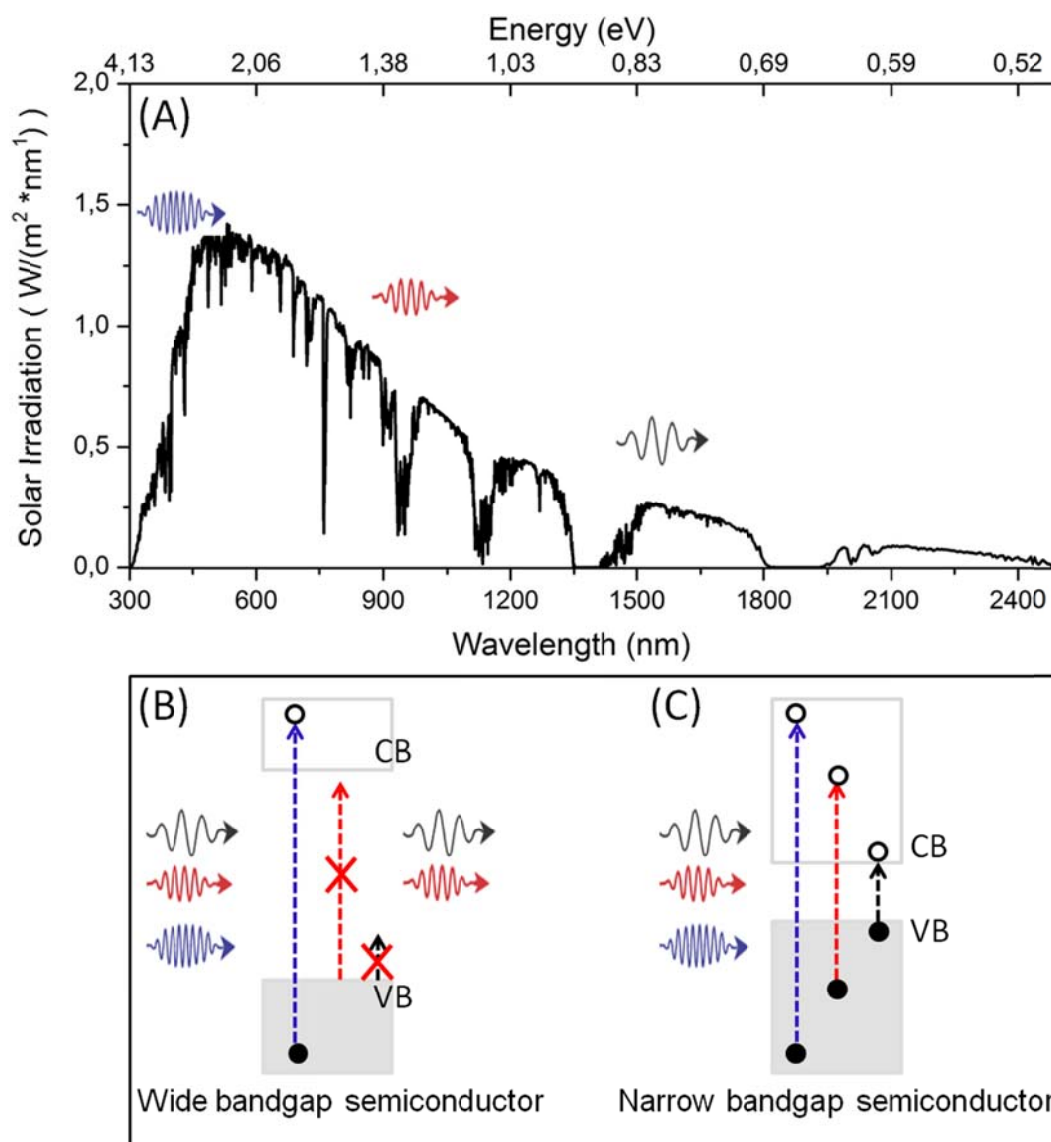 Energy (eV)
4,13 2,06 1,38 1,03 0,83 0,69 0,59 0,52
(A)
Solar Irradiation ( W/(m² *nm¹) )
2,0
1,5
1,0
0,5
0,0
300 600 900 1200 1500 1800 2100 2400
Wavelength (nm)
(B)
CB
VB
Wide bandgap semiconductor
(C)
CB
VB
Narrow bandgap semiconductor